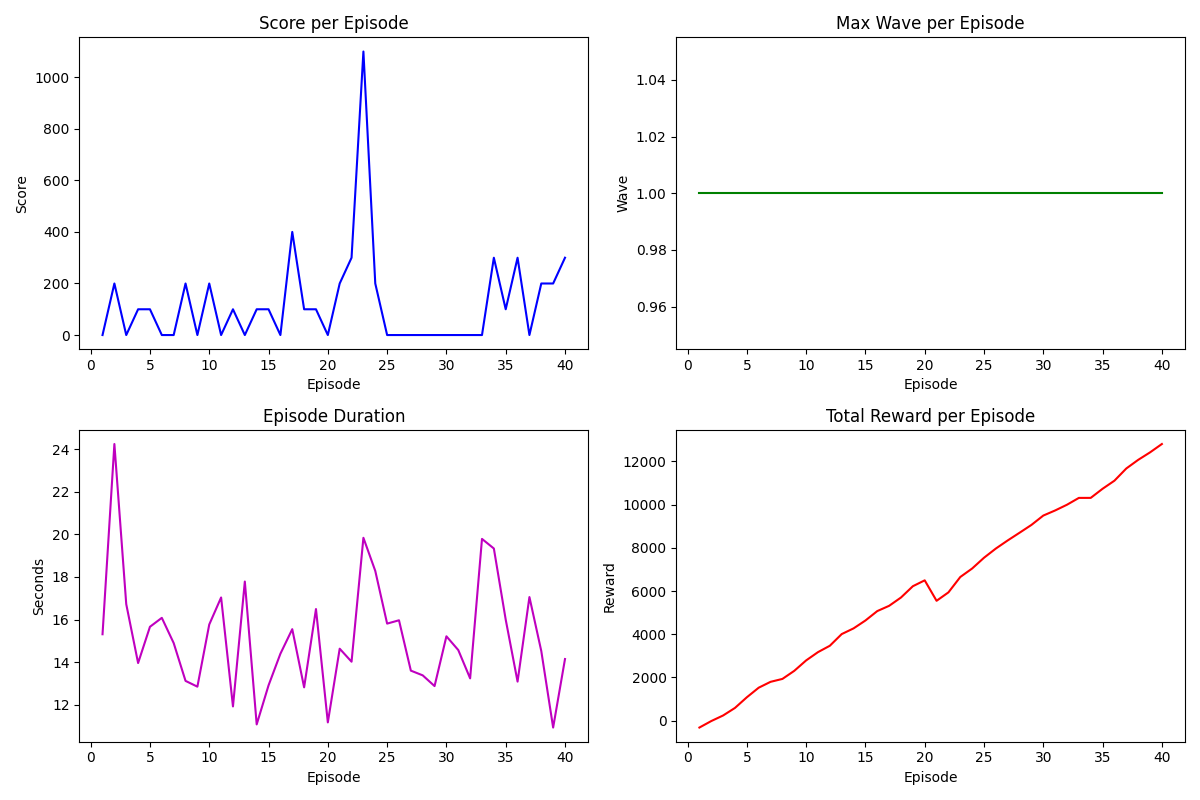 Score per Episode
Score
1000
800
600
400
200
0
0 5 10 15 20 25 30 35 40
Episode
Max Wave per Episode
Wave
1.04
1.02
1.00
0.98
0.96
0 5 10 15 20 25 30 35 40
Episode
Episode Duration
Seconds
24
22
20
18
16
14
12
0 5 10 15 20 25 30 35 40
Episode
Total Reward per Episode
Reward
12000
10000
8000
6000
4000
2000
0
0 5 10 15 20 25 30 35 40
Episode